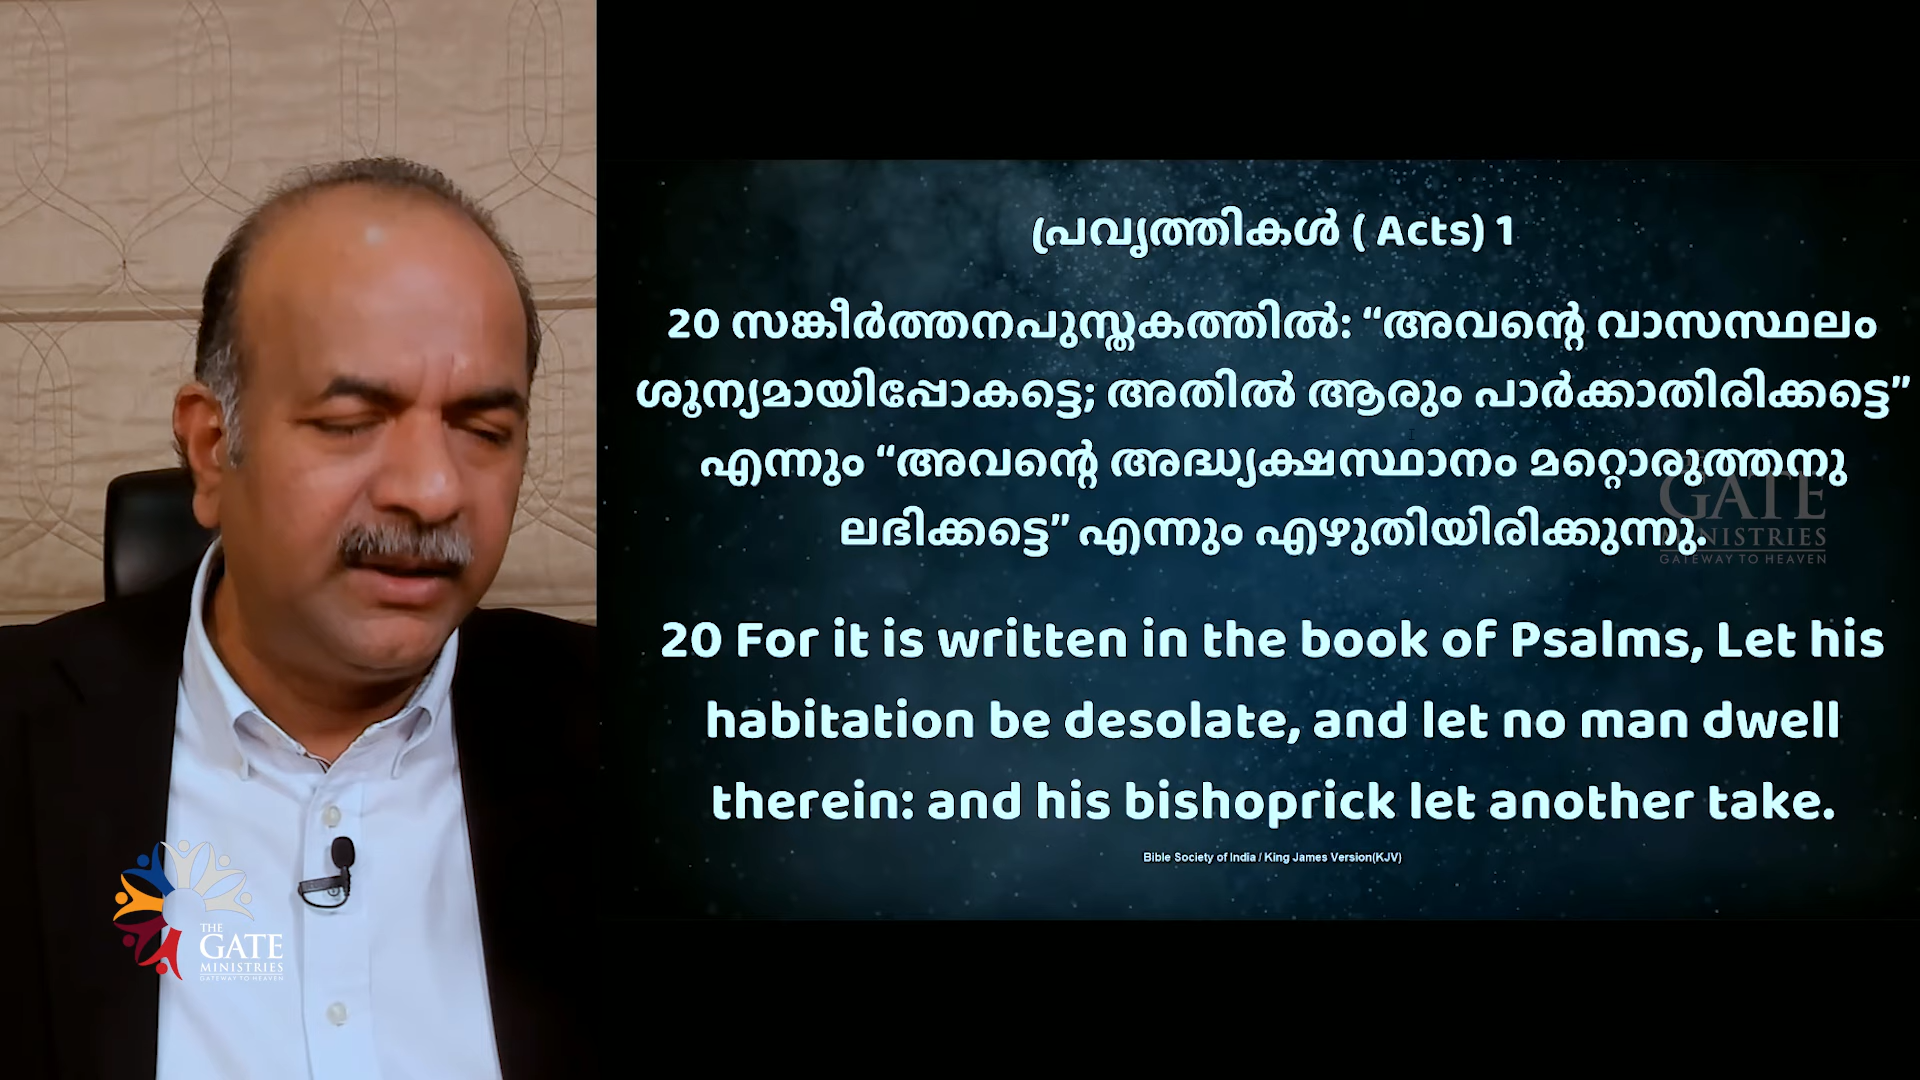 പ്രവൃത്തികൾ ( Acts) 1
20 സങ്കീർത്തനപുസ്തകത്തിൽ: “അവന്റെ വാസസ്ഥലം
ശൂന്യമായിപ്പോകട്ടെ; അതിൽ ആരും പാർക്കാതിരിക്കട്ടെ”
എന്നും “അവന്റെ അദ്ധ്യക്ഷസ്ഥാനം മറ്റൊരുത്തനു
ലഭിക്കട്ടെ” എന്നും എഴുതിയിരിക്കുന്നു.
GATE
MINISTRIES
GATEWAY TO HEAVEN
20 For it is written in the book of Psalms, Let his
habitation be desolate, and let no man dwell
therein: and his bishoprick let another take.
Bible Society of India / King James Version(KJV)
THE
GATE
MINISTRIES
GATEWAY TO HEAVEN